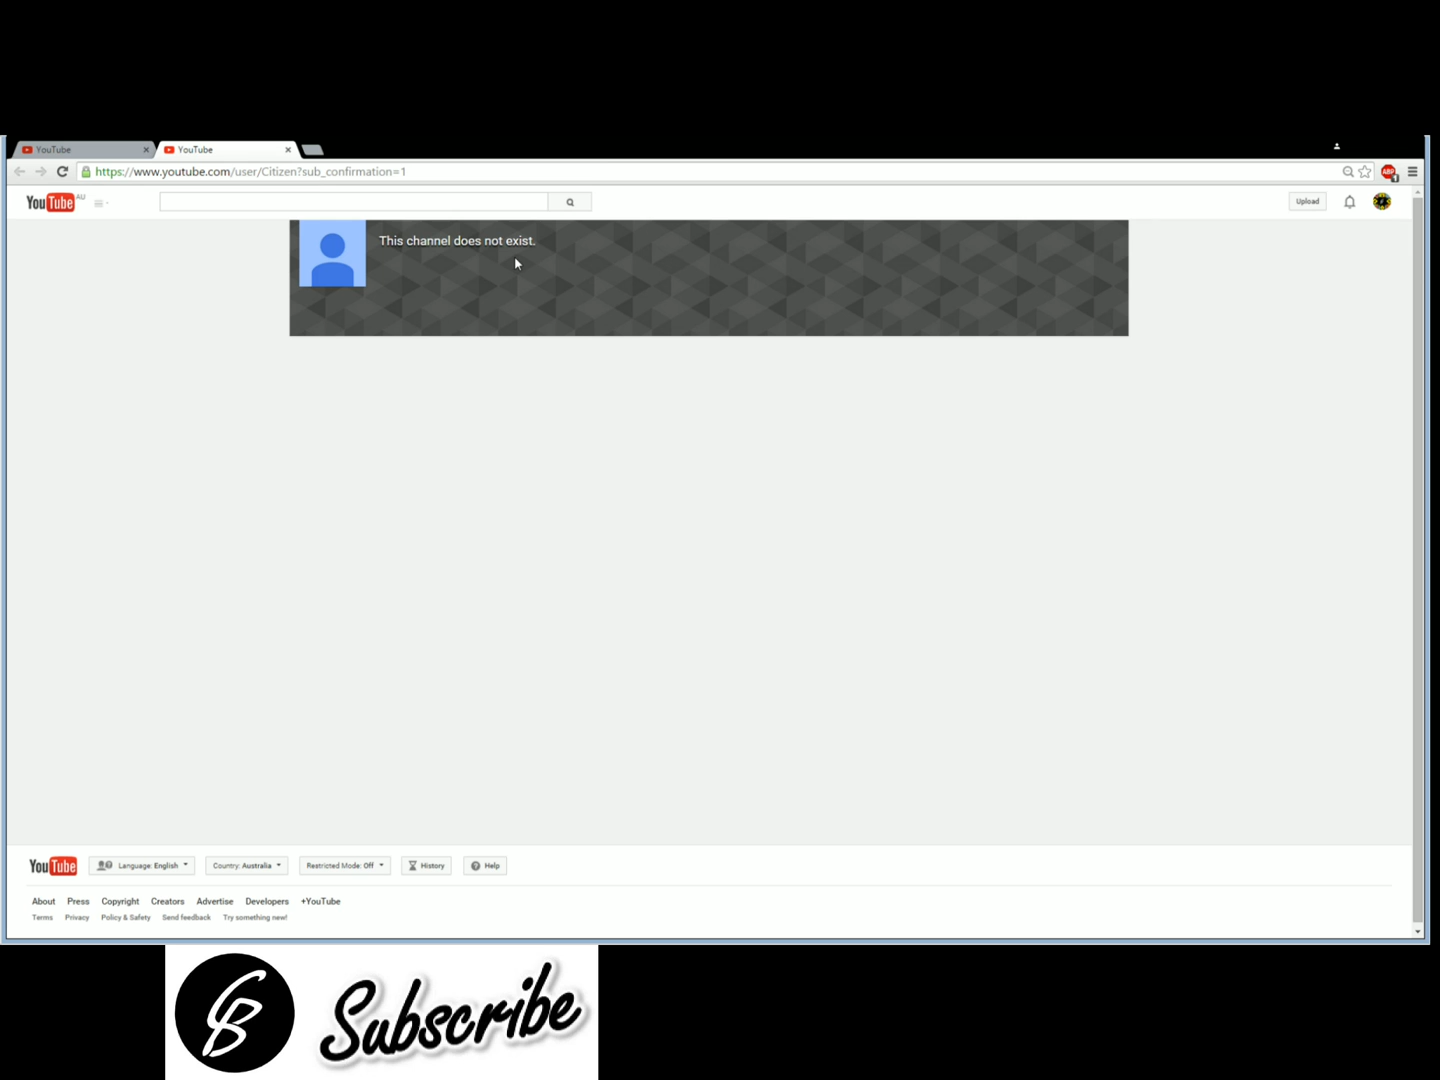 YouTube
YouTube
https://www.youtube.com/user/Citizen?sub_confirmation=1
ABP
1
YouTube AU
Upload
This channel does not exist.
YouTube
Language: English
Country: Australia
Restricted Mode: Off
History
Help
About Press Copyright Creators Advertise Developers +YouTube
Terms Privacy Policy & Safety Send feedback Try something new!
Subscribe